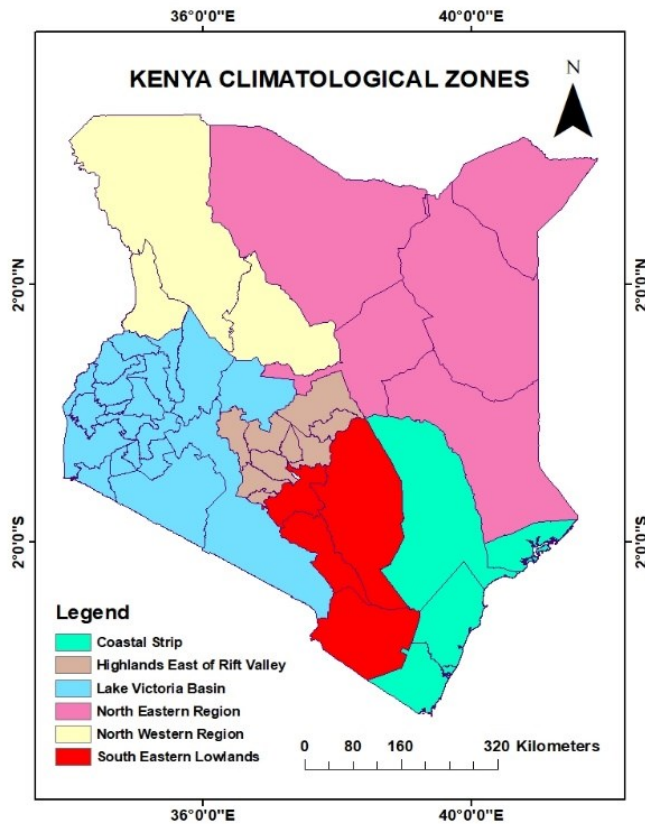 36°0'0"E 40°0'0"E
KENYA CLIMATOLOGICAL ZONES
N
2°0'0"N 2°0'0"N
2°0'0"S 2°0'0"S
Legend
Coastal Strip
Highlands East of Rift Valley
Lake Victoria Basin
North Eastern Region
North Western Region
South Eastern Lowlands
0 80 160 320 Kilometers
36°0'0"E 40°0'0"E